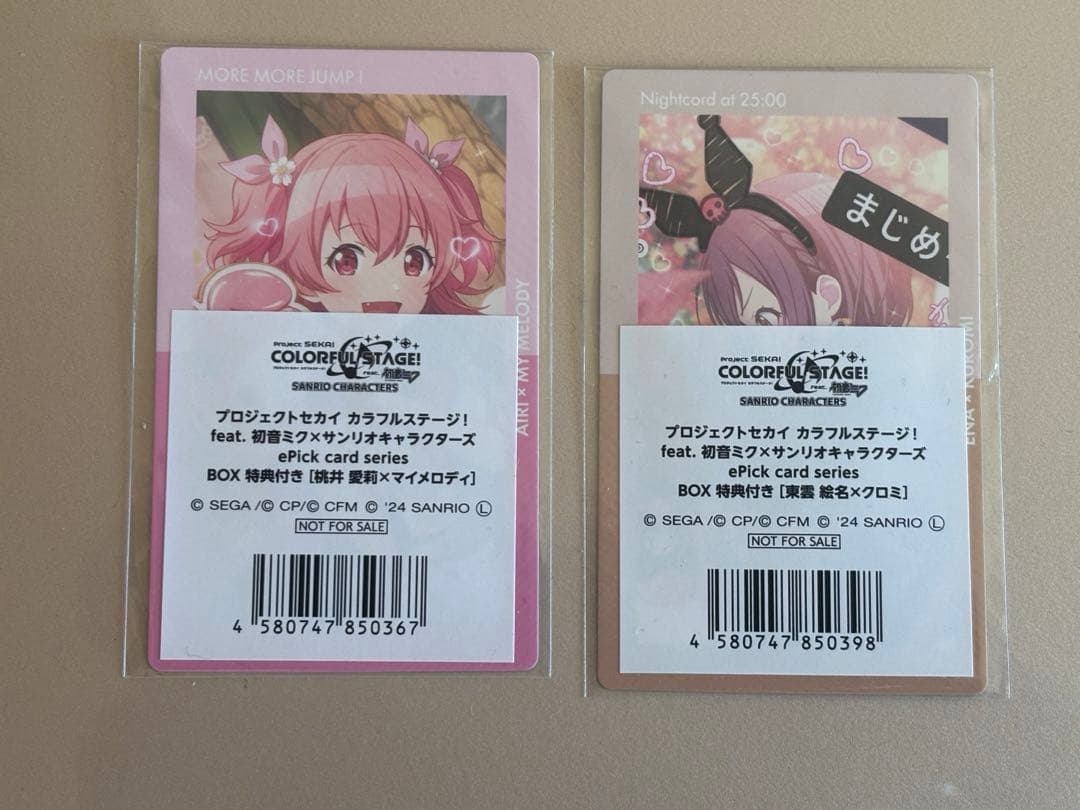 MORE MORE JUMP!
AIRI × MY MELODY
Project SEKAI
COLORFUL STAGE!
feat. 初音ミク
SANRIO CHARACTERS
プロジェクトセカイ カラフルステージ!
feat. 初音ミク×サンリオキャラクターズ
ePick card series
BOX 特典付き [桃井 愛莉×マイメロディ]
© SEGA /© CP/© CFM © '24 SANRIO Ⓛ
NOT FOR SALE
4 580747 850367
Nightcord at 25:00
まじめ
ENA × KUROMI
Project SEKAI
COLORFUL STAGE!
feat. 初音ミク
SANRIO CHARACTERS
プロジェクトセカイ カラフルステージ!
feat. 初音ミク×サンリオキャラクターズ
ePick card series
BOX 特典付き [東雲 絵名×クロミ]
© SEGA /© CP/© CFM © '24 SANRIO Ⓛ
NOT FOR SALE
4 580747 850398